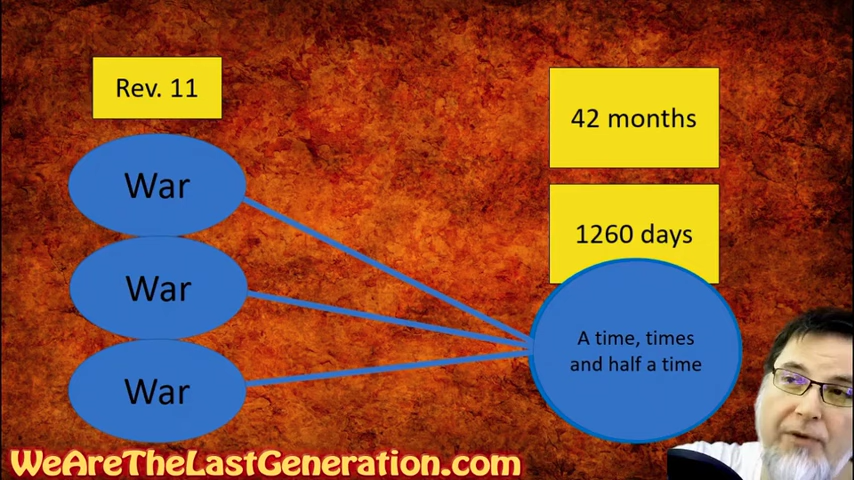 Rev. 11
War
War
War
42 months
1260 days
A time, times
and half a time
WeAreTheLastGeneration.com